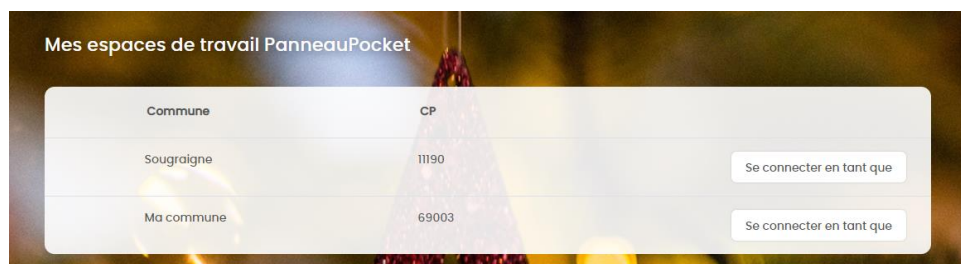 Mes espaces de travail PanneauPocket
Commune CP
Sougraigne 11190 Se connecter en tant que
Ma commune 69003 Se connecter en tant que